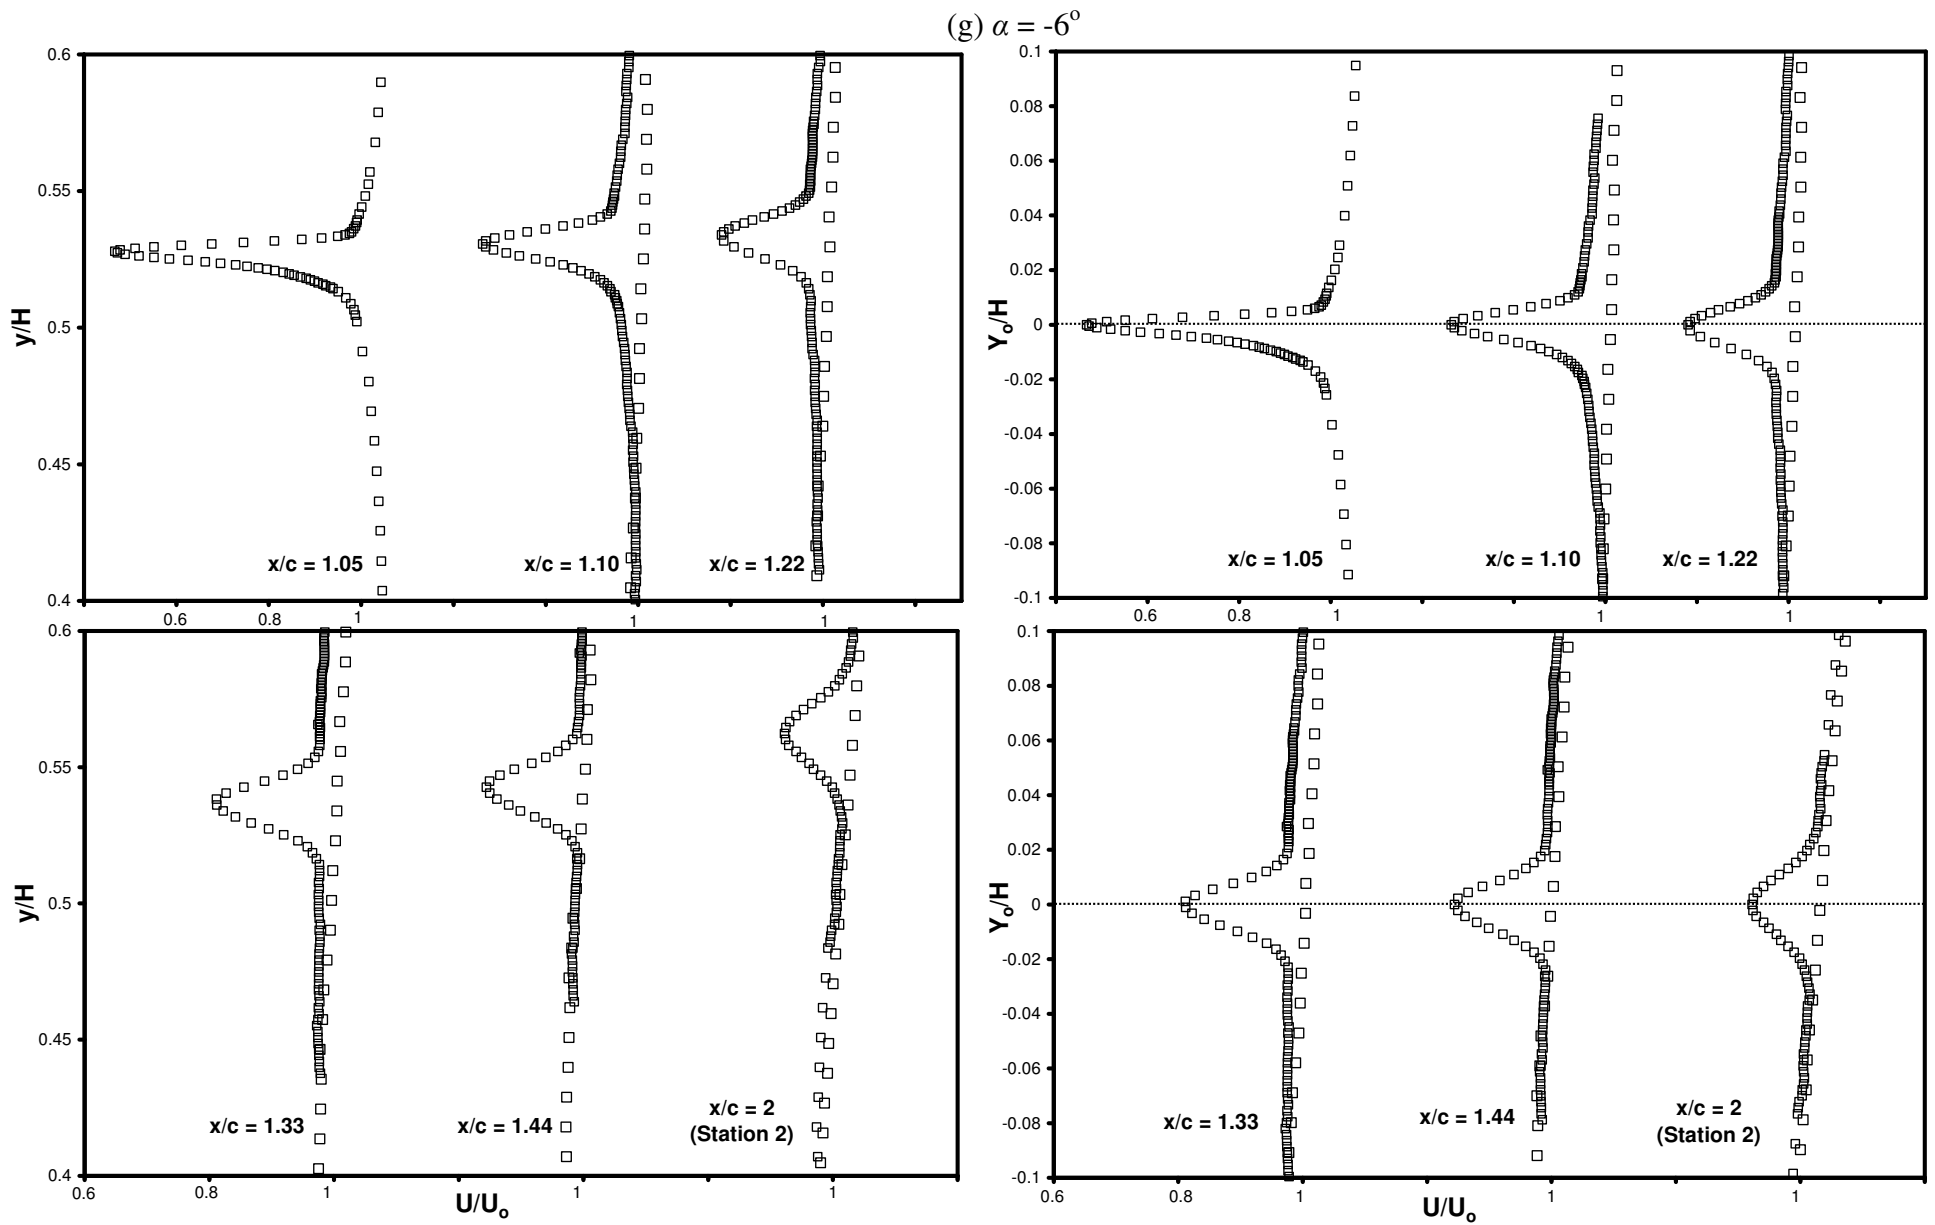 (g) α = -6°
0.6
0.55
0.5
0.45
0.4
y/H
x/c = 1.05
x/c = 1.10
x/c = 1.22
0.6 0.8 1 1 1
0.1
0.08
0.06
0.04
0.02
0
-0.02
-0.04
-0.06
-0.08
-0.1
Yo/H
x/c = 1.05
x/c = 1.10
x/c = 1.22
0.6 0.8 1 1 1
0.6
0.55
0.5
0.45
0.4
y/H
x/c = 1.33
x/c = 1.44
x/c = 2
(Station 2)
0.6 0.8 1 1 1
U/Uo
0.1
0.08
0.06
0.04
0.02
0
-0.02
-0.04
-0.06
-0.08
-0.1
Yo/H
x/c = 1.33
x/c = 1.44
x/c = 2
(Station 2)
0.6 0.8 1 1 1
U/Uo